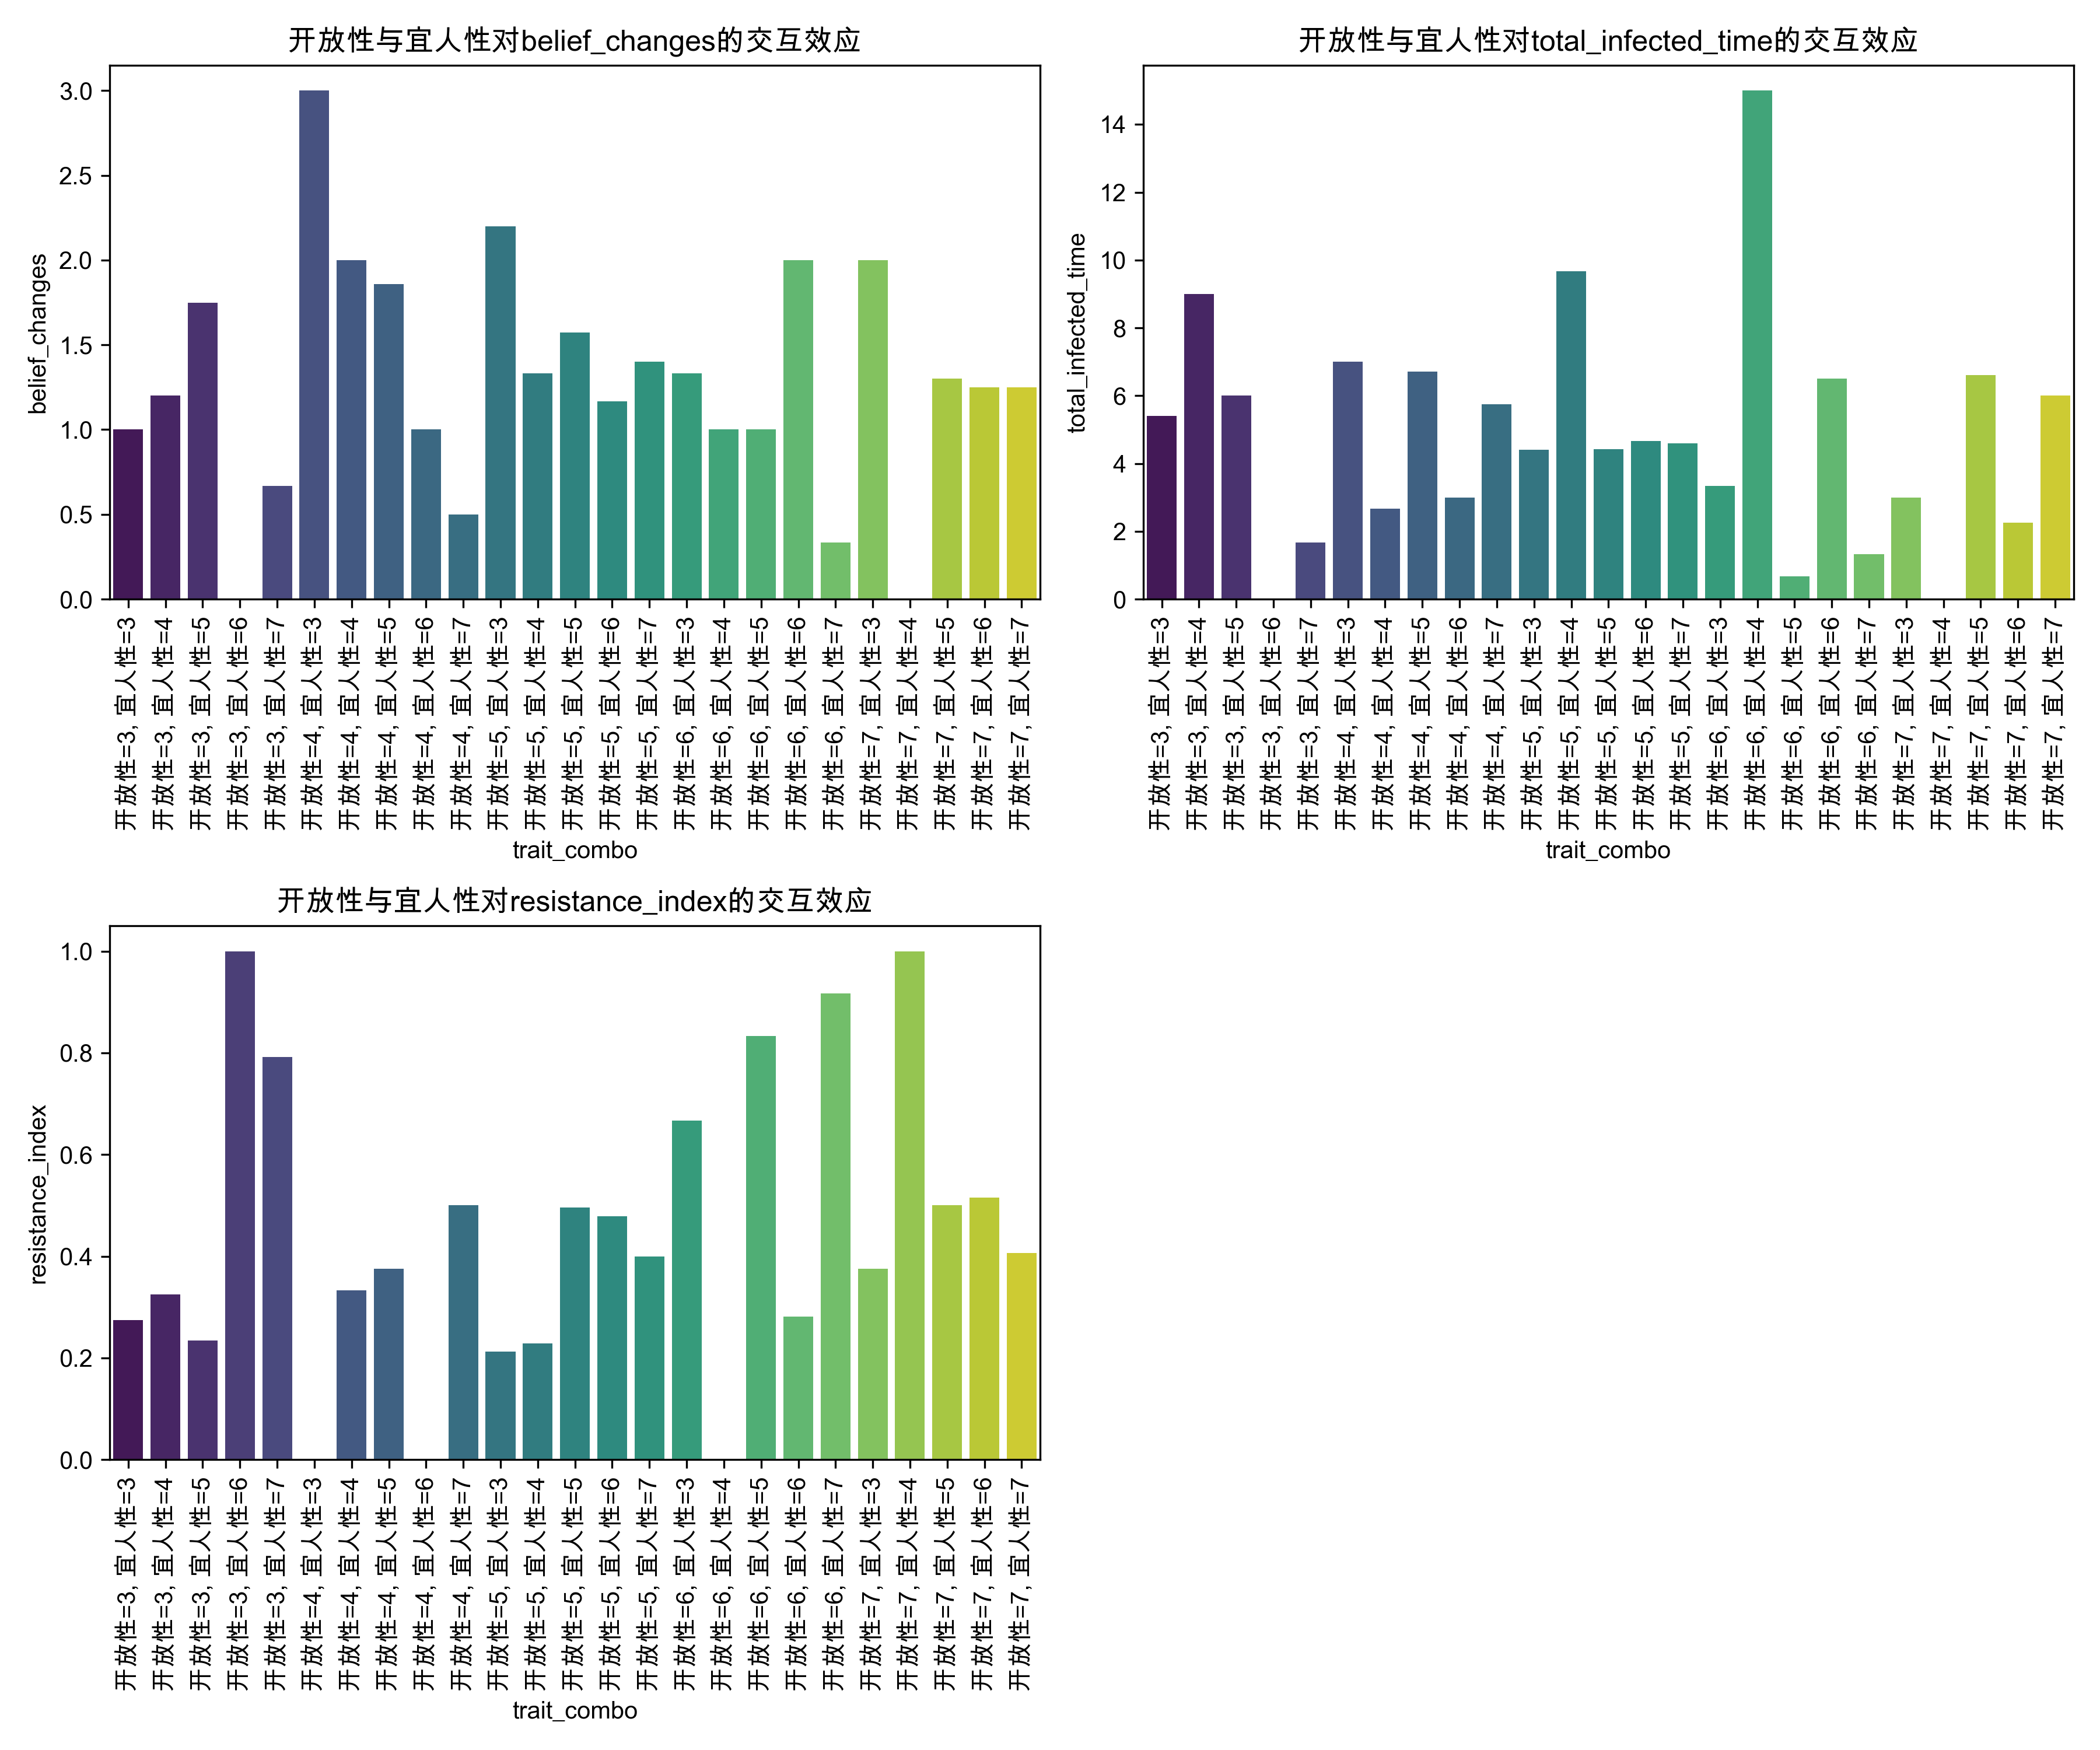 开放性与宜人性对belief_changes的交互效应
belief_changes
3.0
2.5
2.0
1.5
1.0
0.5
0.0
开放性=3, 宜人性=3
开放性=3, 宜人性=4
开放性=3, 宜人性=5
开放性=3, 宜人性=6
开放性=3, 宜人性=7
开放性=4, 宜人性=3
开放性=4, 宜人性=4
开放性=4, 宜人性=5
开放性=4, 宜人性=6
开放性=4, 宜人性=7
开放性=5, 宜人性=3
开放性=5, 宜人性=4
开放性=5, 宜人性=5
开放性=5, 宜人性=6
开放性=5, 宜人性=7
开放性=6, 宜人性=3
开放性=6, 宜人性=4
开放性=6, 宜人性=5
开放性=6, 宜人性=6
开放性=6, 宜人性=7
开放性=7, 宜人性=3
开放性=7, 宜人性=4
开放性=7, 宜人性=5
开放性=7, 宜人性=6
开放性=7, 宜人性=7
trait_combo
开放性与宜人性对total_infected_time的交互效应
total_infected_time
14
12
10
8
6
4
2
0
开放性=3, 宜人性=3
开放性=3, 宜人性=4
开放性=3, 宜人性=5
开放性=3, 宜人性=6
开放性=3, 宜人性=7
开放性=4, 宜人性=3
开放性=4, 宜人性=4
开放性=4, 宜人性=5
开放性=4, 宜人性=6
开放性=4, 宜人性=7
开放性=5, 宜人性=3
开放性=5, 宜人性=4
开放性=5, 宜人性=5
开放性=5, 宜人性=6
开放性=5, 宜人性=7
开放性=6, 宜人性=3
开放性=6, 宜人性=4
开放性=6, 宜人性=5
开放性=6, 宜人性=6
开放性=6, 宜人性=7
开放性=7, 宜人性=3
开放性=7, 宜人性=4
开放性=7, 宜人性=5
开放性=7, 宜人性=6
开放性=7, 宜人性=7
trait_combo
开放性与宜人性对resistance_index的交互效应
resistance_index
1.0
0.8
0.6
0.4
0.2
0.0
开放性=3, 宜人性=3
开放性=3, 宜人性=4
开放性=3, 宜人性=5
开放性=3, 宜人性=6
开放性=3, 宜人性=7
开放性=4, 宜人性=3
开放性=4, 宜人性=4
开放性=4, 宜人性=5
开放性=4, 宜人性=6
开放性=4, 宜人性=7
开放性=5, 宜人性=3
开放性=5, 宜人性=4
开放性=5, 宜人性=5
开放性=5, 宜人性=6
开放性=5, 宜人性=7
开放性=6, 宜人性=3
开放性=6, 宜人性=4
开放性=6, 宜人性=5
开放性=6, 宜人性=6
开放性=6, 宜人性=7
开放性=7, 宜人性=3
开放性=7, 宜人性=4
开放性=7, 宜人性=5
开放性=7, 宜人性=6
开放性=7, 宜人性=7
trait_combo